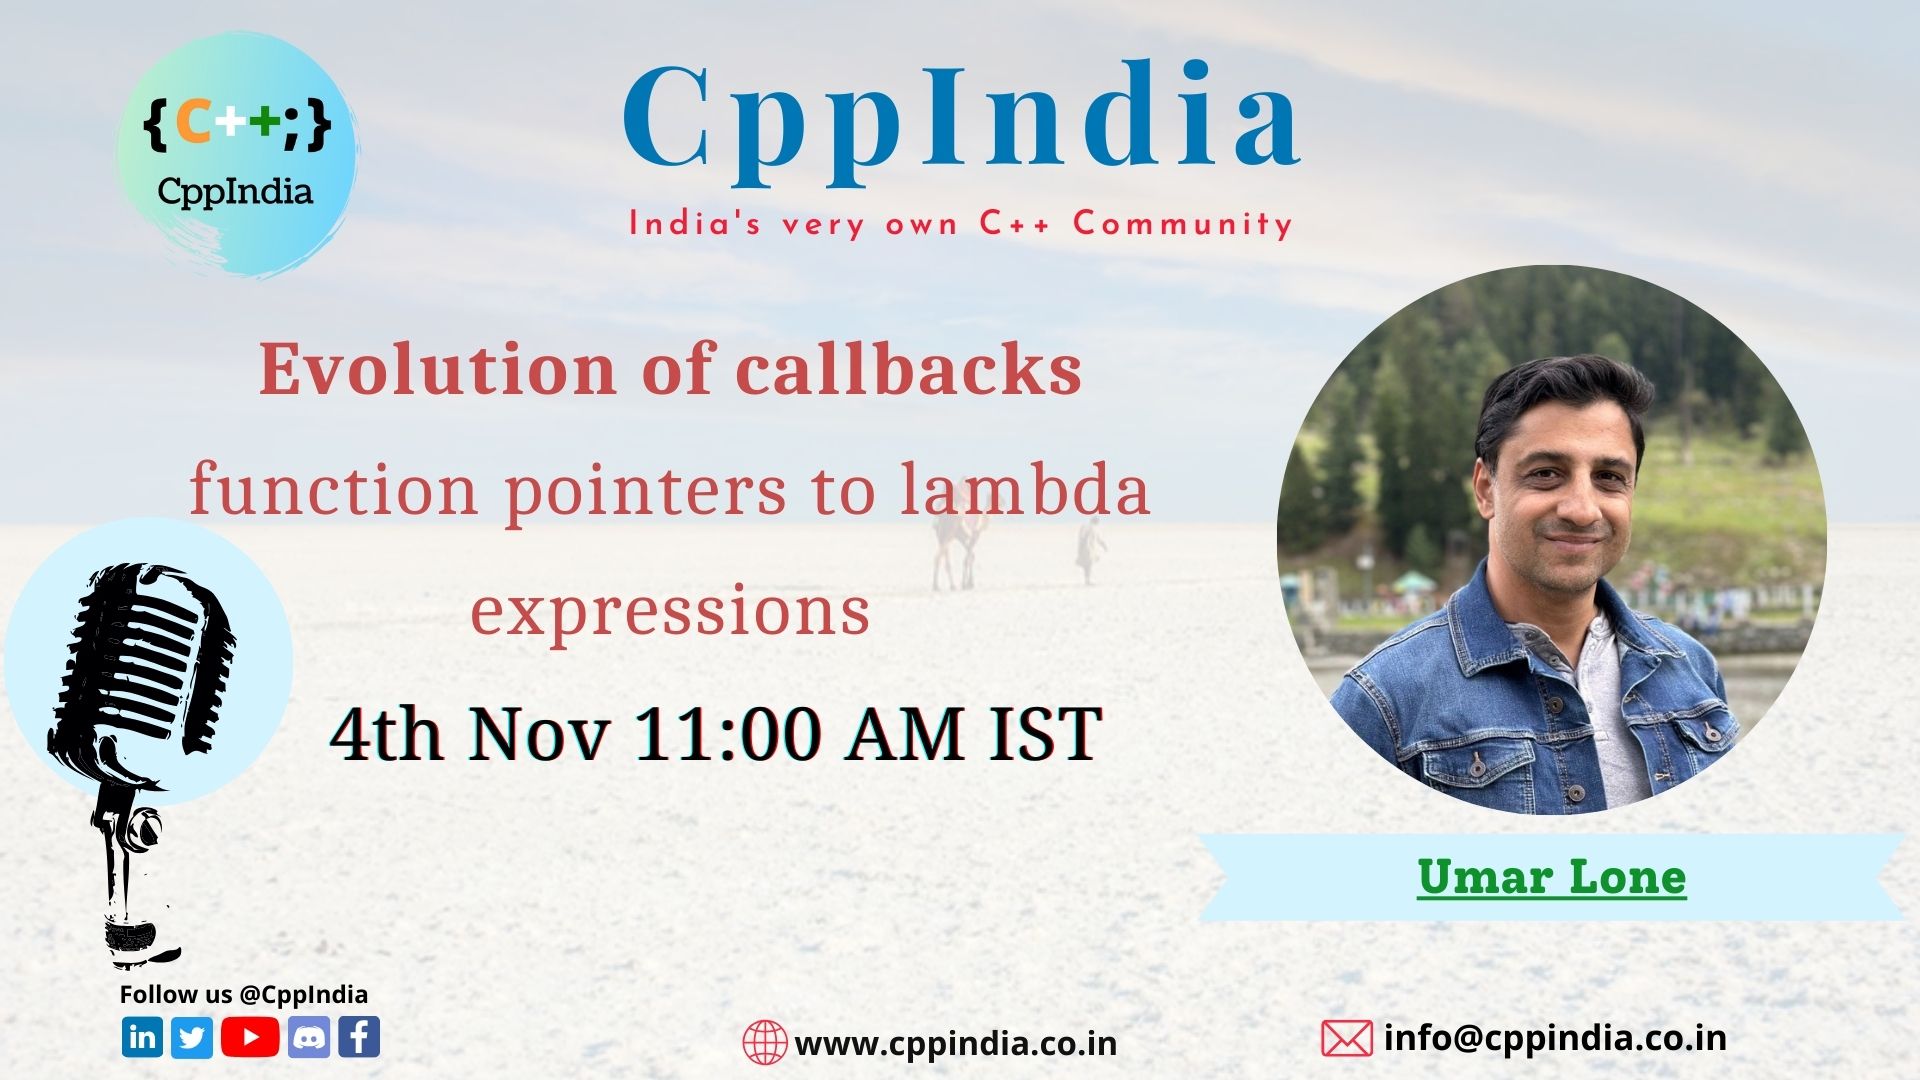 {C++;}
CppIndia
CppIndia
India's very own C++ Community
Evolution of callbacks
function pointers to lambda
expressions
4th Nov 11:00 AM IST
Umar Lone
Follow us @CppIndia
in
www.cppindia.co.in
info@cppindia.co.in